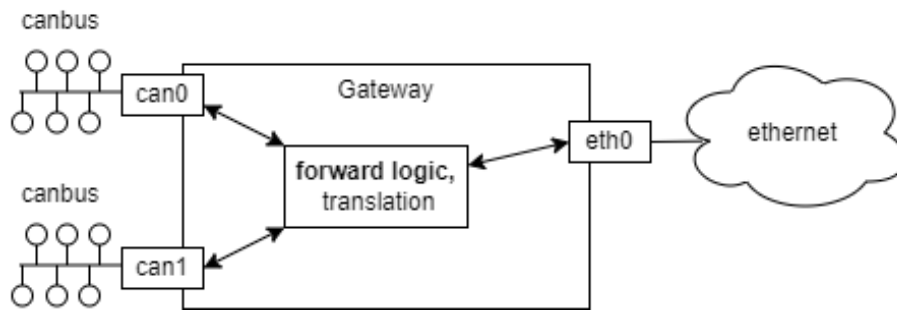 canbus
can0
Gateway
forward logic,
translation
eth0
ethernet
canbus
can1